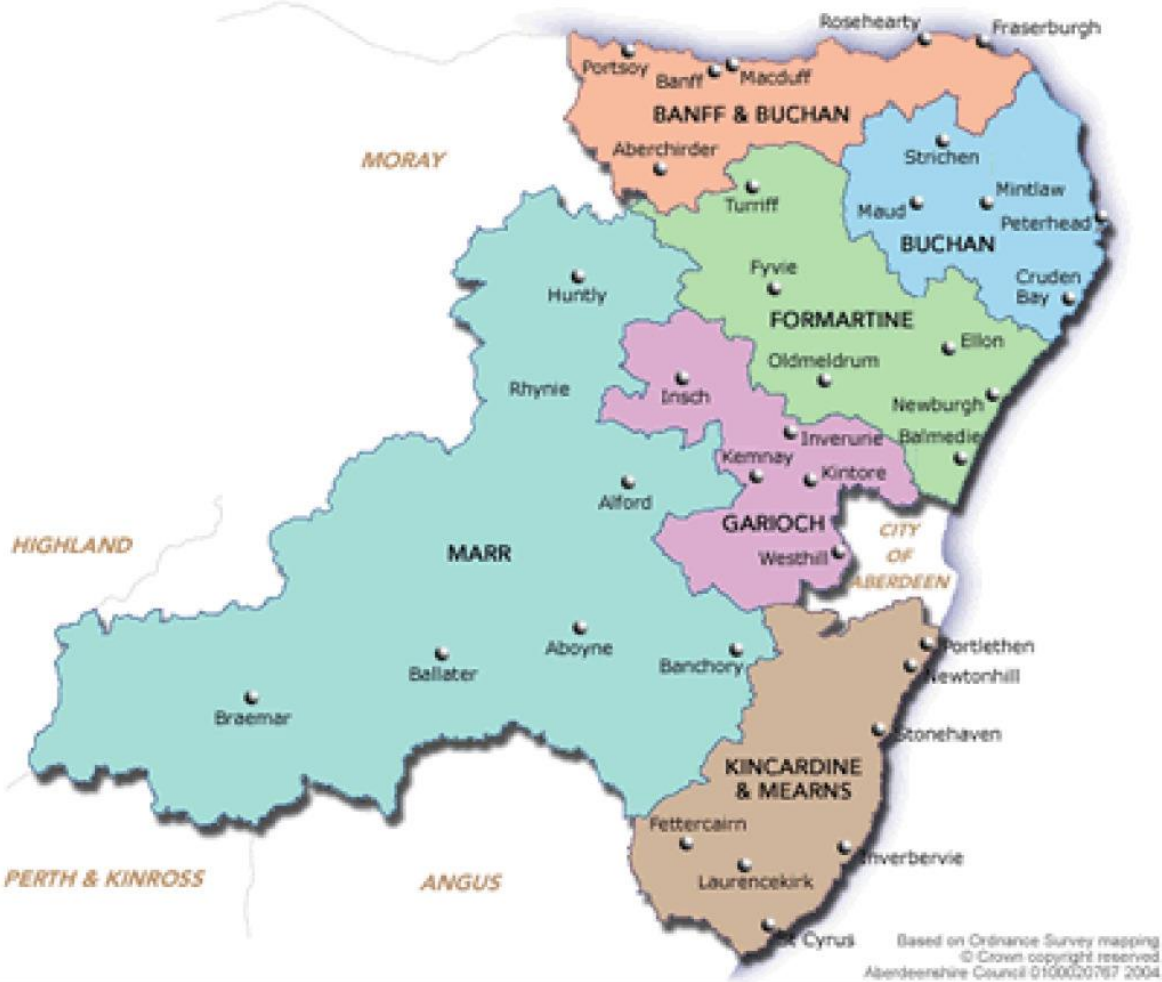 Rosehearty
Fraserburgh
Portsoy
Banff
Macduff
BANFF & BUCHAN
Aberchirder
MORAY
Strichen
Turriff
Maud
Mintlaw
Peterhead
BUCHAN
Huntly
Fyvie
Cruden
Bay
FORMARTINE
Ellon
Oldmeldrum
Rhynie
Insch
Newburgh
Inverurie
Balmedie
Kemnay
Kintore
Alford
GARIOCH
CITY
OF
ABERDEEN
HIGHLAND
MARR
Westhill
Aboyne
Ballater
Banchory
Braemar
Portlethen
Newtonhill
Stonehaven
KINCARDINE
& MEARNS
Fettercairn
Inverbervie
Laurencekirk
PERTH & KINROSS
ANGUS
St Cyrus
Based on Ordnance Survey mapping
© Crown copyright reserved
Aberdeenshire Council 0100020767 2004